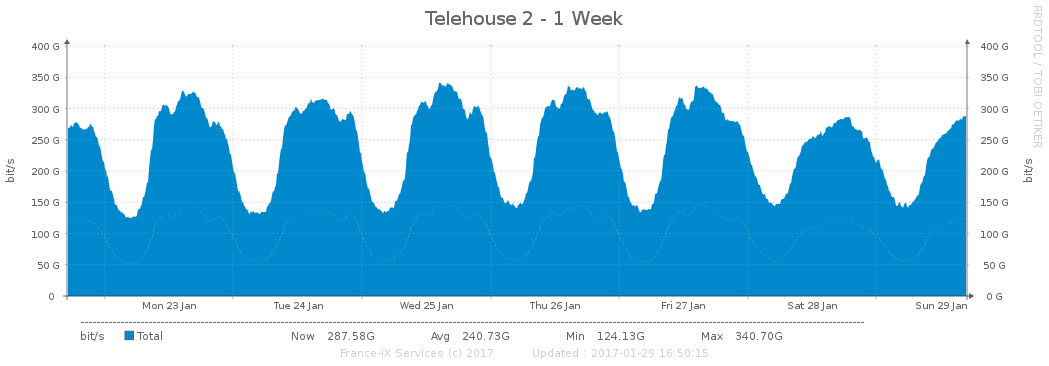 Telehouse 2 - 1 Week
RRDTOOL / TOBI OETIKER
400 G 400 G
350 G 350 G
300 G 300 G
250 G 250 G
200 G 200 G
150 G 150 G
100 G 100 G
50 G 50 G
0 0 G
bit/s bit/s
Mon 23 Jan Tue 24 Jan Wed 25 Jan Thu 26 Jan Fri 27 Jan Sat 28 Jan Sun 29 Jan
bit/s Total Now 287.58G Avg 240.73G Min 124.13G Max 340.70G
France-IX Services (c) 2017 Updated : 2017-01-29 16:50:15